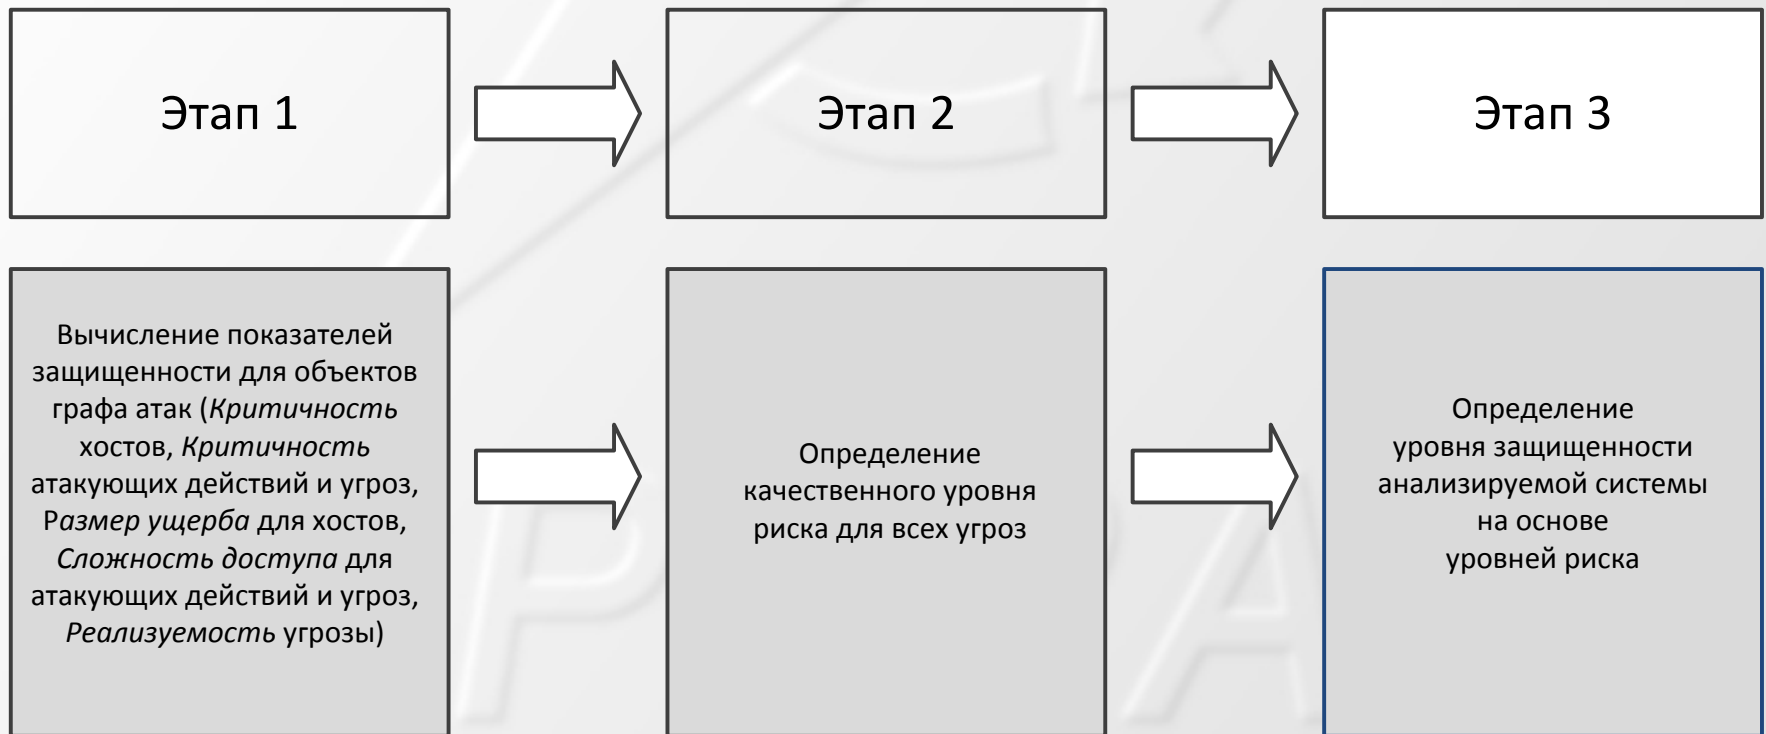 Этап 1
Этап 2
Этап 3
Вычисление показателей
защищенности для объектов
графа атак (Критичность
хостов, Критичность
атакующих действий и угроз,
Размер ущерба для хостов,
Сложность доступа для
атакующих действий и угроз,
Реализуемость угрозы)
Определение
качественного уровня
риска для всех угроз
Определение
уровня защищенности
анализируемой системы
на основе
уровней риска